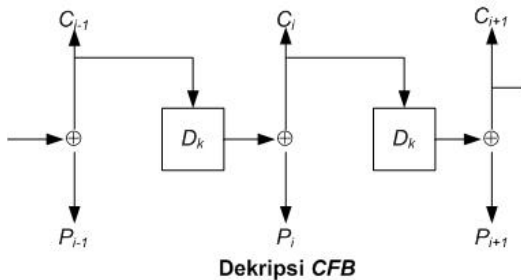 C_{i-1} C_i C_{i+1}
⊕ D_k ⊕ D_k ⊕
P_{i-1} P_i P_{i+1}
Dekripsi CFB